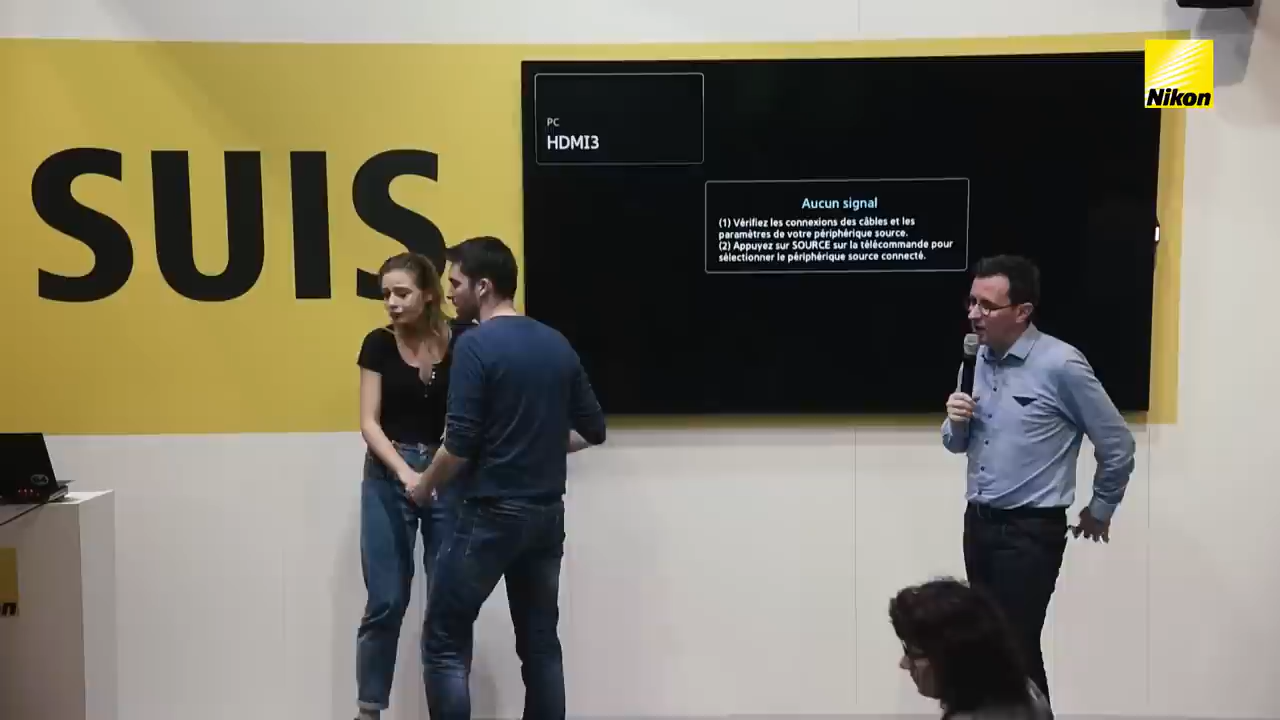 Nikon
SUIS
PC
HDMI3
Aucun signal
(1) Vérifiez les connexions des câbles et les
paramètres de votre périphérique source.
(2) Appuyez sur SOURCE sur la télécommande pour
sélectionner le périphérique source connecté.
on